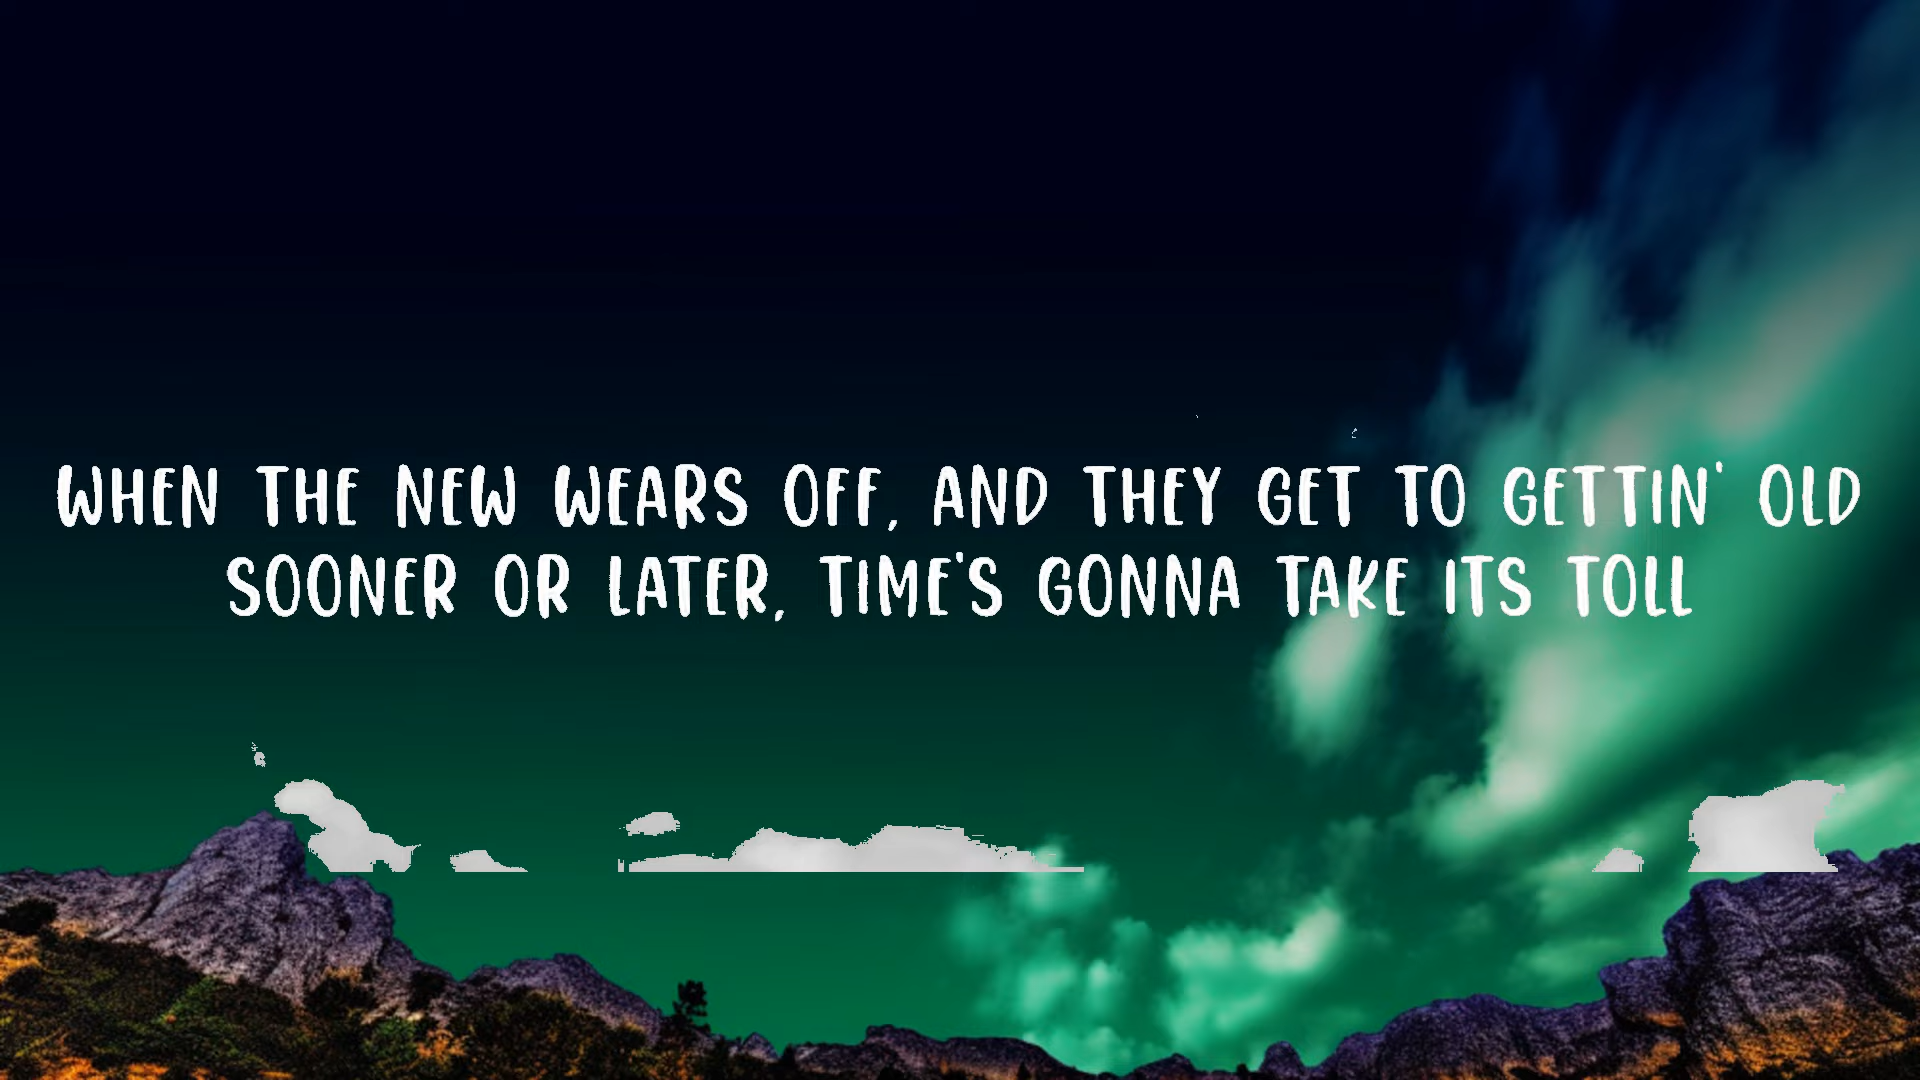 WHEN THE NEW WEARS OFF, AND THEY GET TO GETTIN' OLD
SOONER OR LATER, TIME'S GONNA TAKE ITS TOLL